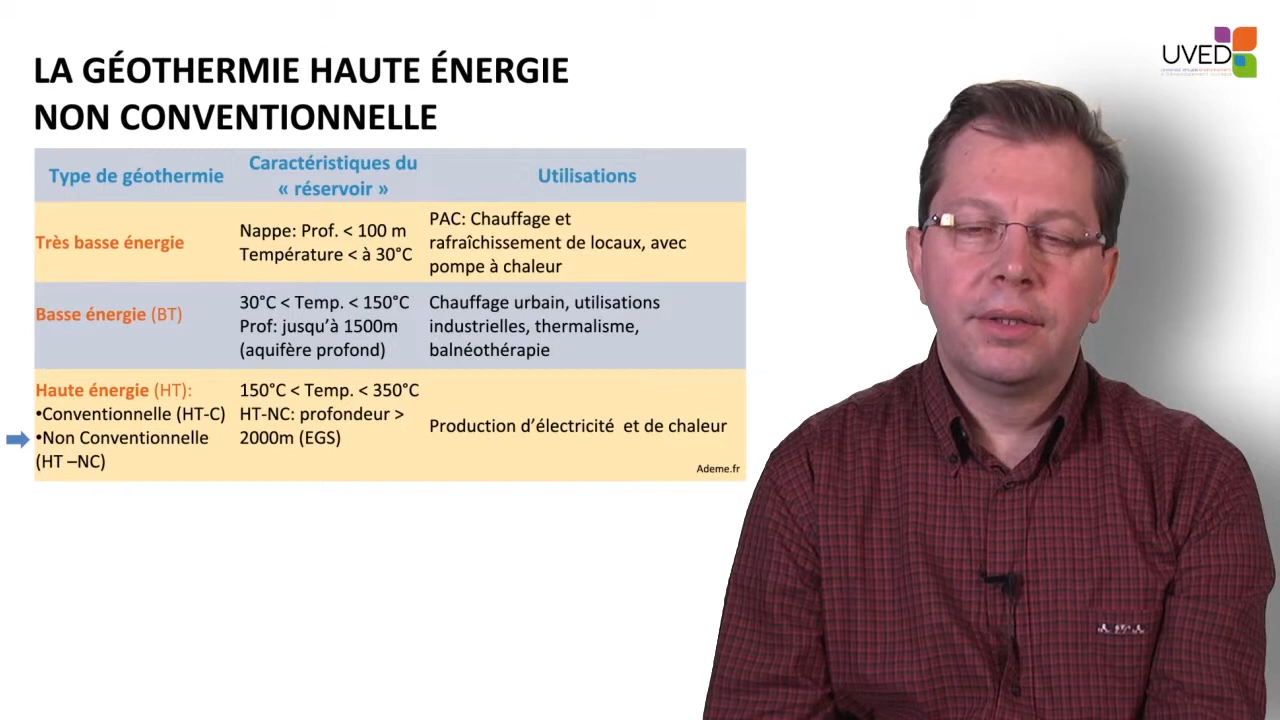 UVED
LA GÉOTHERMIE HAUTE ÉNERGIE
NON CONVENTIONNELLE
Type de géothermie
Caractéristiques du
« réservoir »
Utilisations
Très basse énergie
Nappe: Prof. < 100 m
Température < à 30°C
PAC: Chauffage et
rafraîchissement de locaux, avec
pompe à chaleur
Basse énergie (BT)
30°C < Temp. < 150°C
Prof: jusqu’à 1500m
(aquifère profond)
Chauffage urbain, utilisations
industrielles, thermalisme,
balnéothérapie
Haute énergie (HT):
•Conventionnelle (HT-C)
•Non Conventionnelle
(HT –NC)
150°C < Temp. < 350°C
HT-NC: profondeur >
2000m (EGS)
Production d’électricité et de chaleur
Ademe.fr